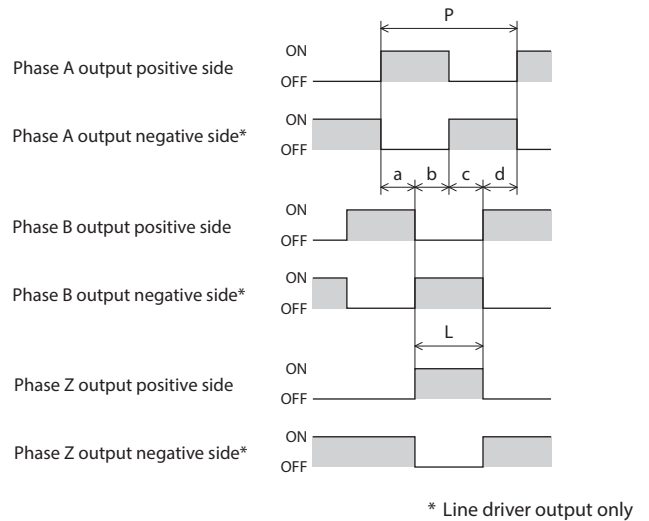 P
ON
Phase A output positive side
OFF
ON
Phase A output negative side*
OFF
a b c d
ON
Phase B output positive side
OFF
ON
Phase B output negative side*
OFF
L
ON
Phase Z output positive side
OFF
ON
Phase Z output negative side*
OFF
* Line driver output only